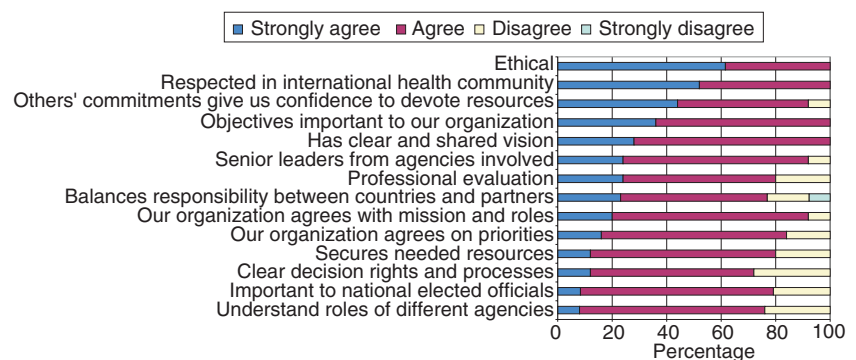 Strongly agree Agree Disagree Strongly disagree
Ethical
Respected in international health community
Others' commitments give us confidence to devote resources
Objectives important to our organization
Has clear and shared vision
Senior leaders from agencies involved
Professional evaluation
Balances responsibility between countries and partners
Our organization agrees with mission and roles
Our organization agrees on priorities
Secures needed resources
Clear decision rights and processes
Important to national elected officials
Understand roles of different agencies
0 20 40 60 80 100
Percentage